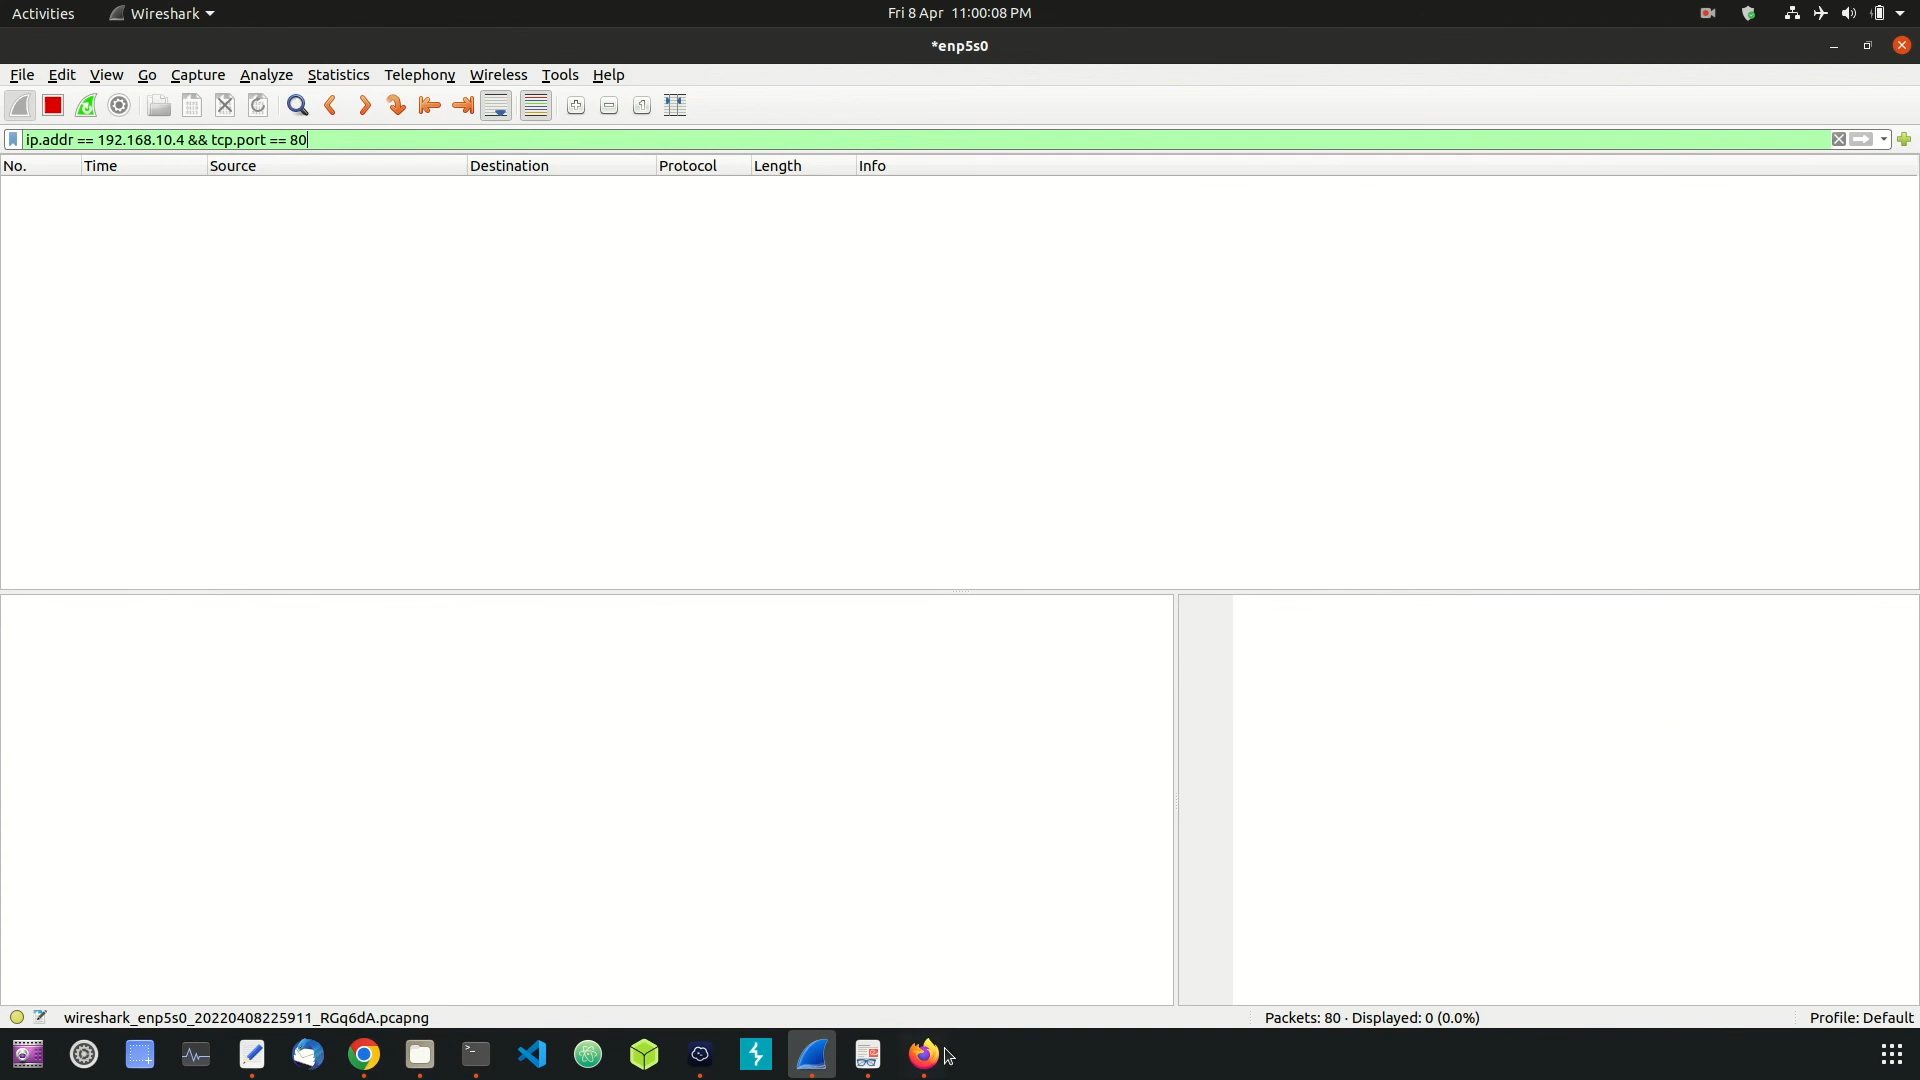 Activities Wireshark Fri 8 Apr 11:00:08 PM
*enp5s0
File Edit View Go Capture Analyze Statistics Telephony Wireless Tools Help
ip.addr == 192.168.10.4 && tcp.port == 80
No. Time Source Destination Protocol Length Info
wireshark_enp5s0_20220408225911_RGq6dA.pcapng Packets: 80 · Displayed: 0 (0.0%) Profile: Default